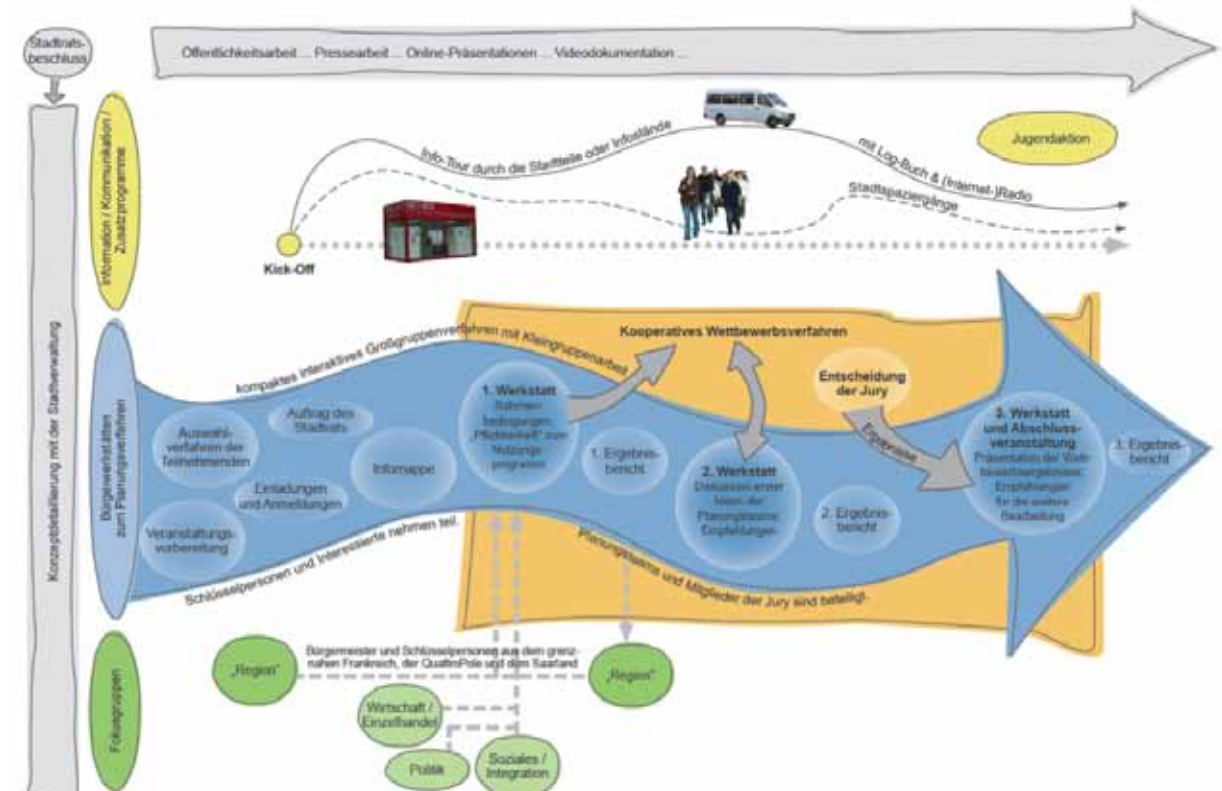 Stadtrats-
beschluss
Öffentlichkeitsarbeit ... Pressearbeit ... Online-Präsentationen ... Videodokumentation ...
Konzeptdetaillierung mit der Stadtverwaltung
Information / Kommunikation /
Zusatzprogramme
Info-Tour durch die Stadtteile oder Infostände
mit Log-Buch & (Internet-)Radio
Stadtspaziergänge
Jugendaktion
Kick-Off
Bürgerwerkstätten
zum Planungsverfahren
kompaktes interaktives Großgruppenverfahren mit Kleingruppenarbeit
Kooperatives Wettbewerbsverfahren
Auswahl-
verfahren der
Teilnehmenden
Auftrag des
Stadtrats
Einladungen
und Anmeldungen
Veranstaltungs-
vorbereitung
Infomappe
1. Werkstatt
Rahmen-
bedingungen,
„Pflichtenheft“ zum
Nutzungs-
programm
1. Ergebnis-
bericht
2. Werkstatt
Diskussion erster
Ideen der
Planungsteams,
Empfehlungen
2. Ergebnis-
bericht
Entscheidung
der Jury
Ergebnisse
3. Werkstatt
und Abschluss-
veranstaltung
Präsentation der Wett-
bewerbsergebnisse,
Empfehlungen
für die weitere
Bearbeitung
3. Ergebnis-
bericht
Schlüsselpersonen und Interessierte nehmen teil.
Planungsteams und Mitglieder der Jury sind beteiligt.
Fokusgruppen
„Region“
Bürgermeister und Schlüsselpersonen aus dem grenz-
nahen Frankreich, der QuattroPole und dem Saarland
„Region“
Wirtschaft /
Einzelhandel
Politik
Soziales /
Integration